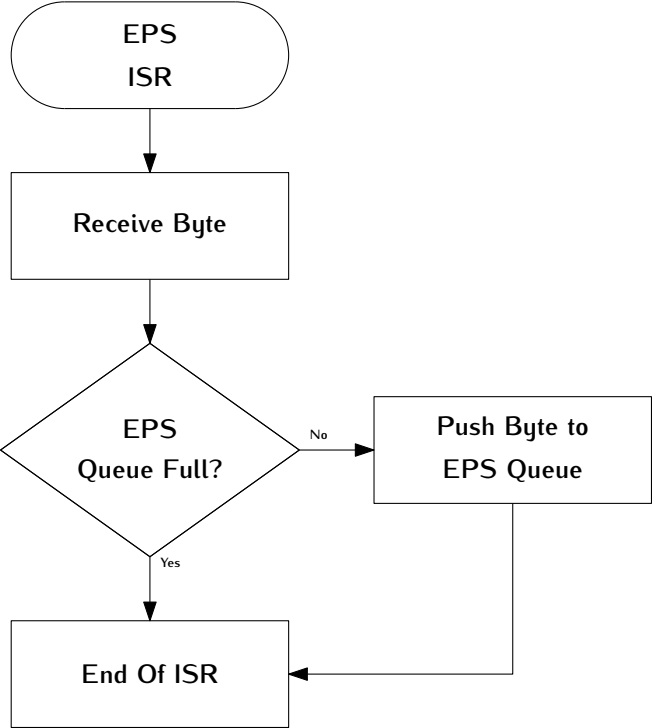 EPS
ISR
Receive Byte
EPS
Queue Full?
No
Push Byte to
EPS Queue
Yes
End Of ISR